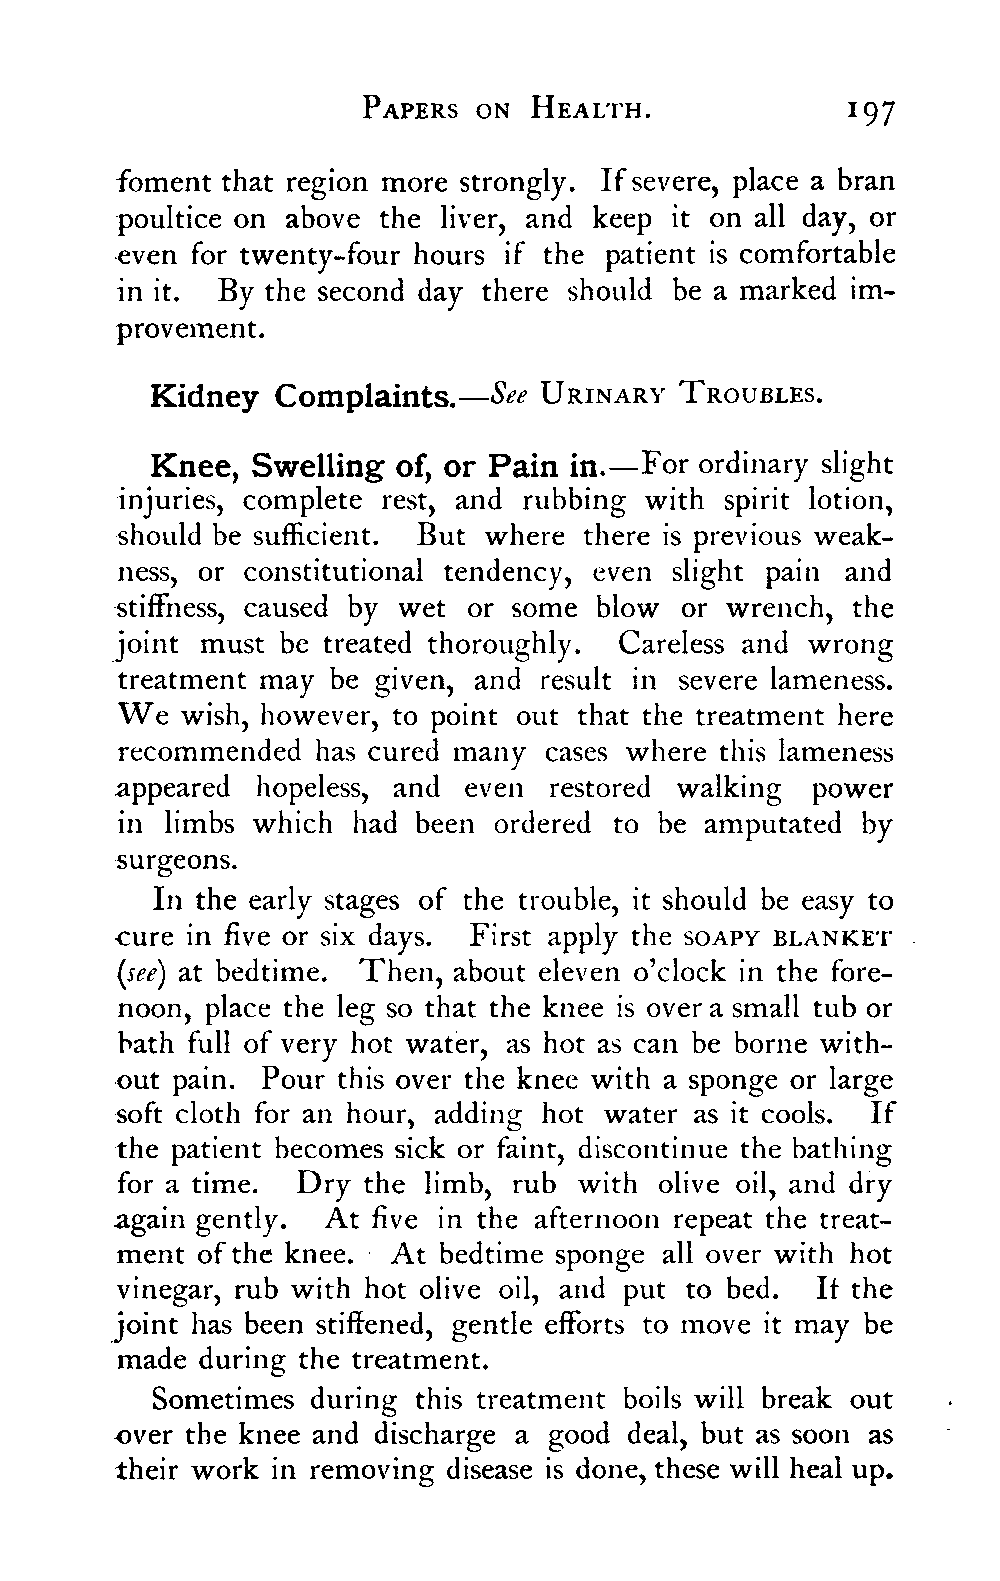 PAPERS ON HEALTH. 197
foment that region more strongly. If severe, place a bran
poultice on above the liver, and keep it on all day, or
even for twenty-four hours if the patient is comfortable
in it. By the second day there should be a marked im-
provement.
Kidney Complaints.—See URINARY TROUBLES.
Knee, Swelling of, or Pain in.—For ordinary slight
injuries, complete rest, and rubbing with spirit lotion,
should be sufficient. But where there is previous weak-
ness, or constitutional tendency, even slight pain and
stiffness, caused by wet or some blow or wrench, the
joint must be treated thoroughly. Careless and wrong
treatment may be given, and result in severe lameness.
We wish, however, to point out that the treatment here
recommended has cured many cases where this lameness
appeared hopeless, and even restored walking power
in limbs which had been ordered to be amputated by
surgeons.
In the early stages of the trouble, it should be easy to
cure in five or six days. First apply the SOAPY BLANKET
(see) at bedtime. Then, about eleven o'clock in the fore-
noon, place the leg so that the knee is over a small tub or
bath full of very hot water, as hot as can be borne with-
out pain. Pour this over the knee with a sponge or large
soft cloth for an hour, adding hot water as it cools. If
the patient becomes sick or faint, discontinue the bathing
for a time. Dry the limb, rub with olive oil, and dry
again gently. At five in the afternoon repeat the treat-
ment of the knee. At bedtime sponge all over with hot
vinegar, rub with hot olive oil, and put to bed. If the
joint has been stiffened, gentle efforts to move it may be
made during the treatment.
Sometimes during this treatment boils will break out
over the knee and discharge a good deal, but as soon as
their work in removing disease is done, these will heal up.